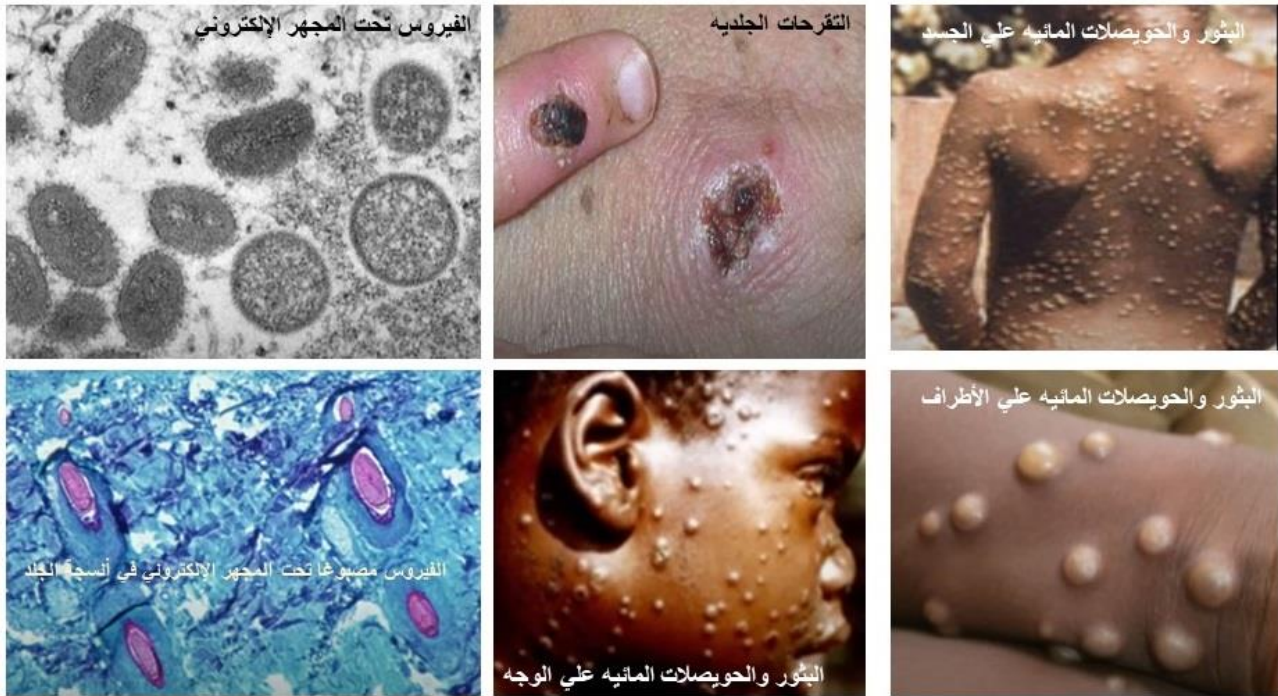 الفيروس تحت المجهر الإلكتروني
التقرحات الجلديه
البثور والحويصلات المائيه علي الجسد
الفيروس مصبوغا تحت المجهر الإلكتروني في أنسجة الجلد
البثور والحويصلات المائيه علي الوجه
البثور والحويصلات المائيه علي الأطراف